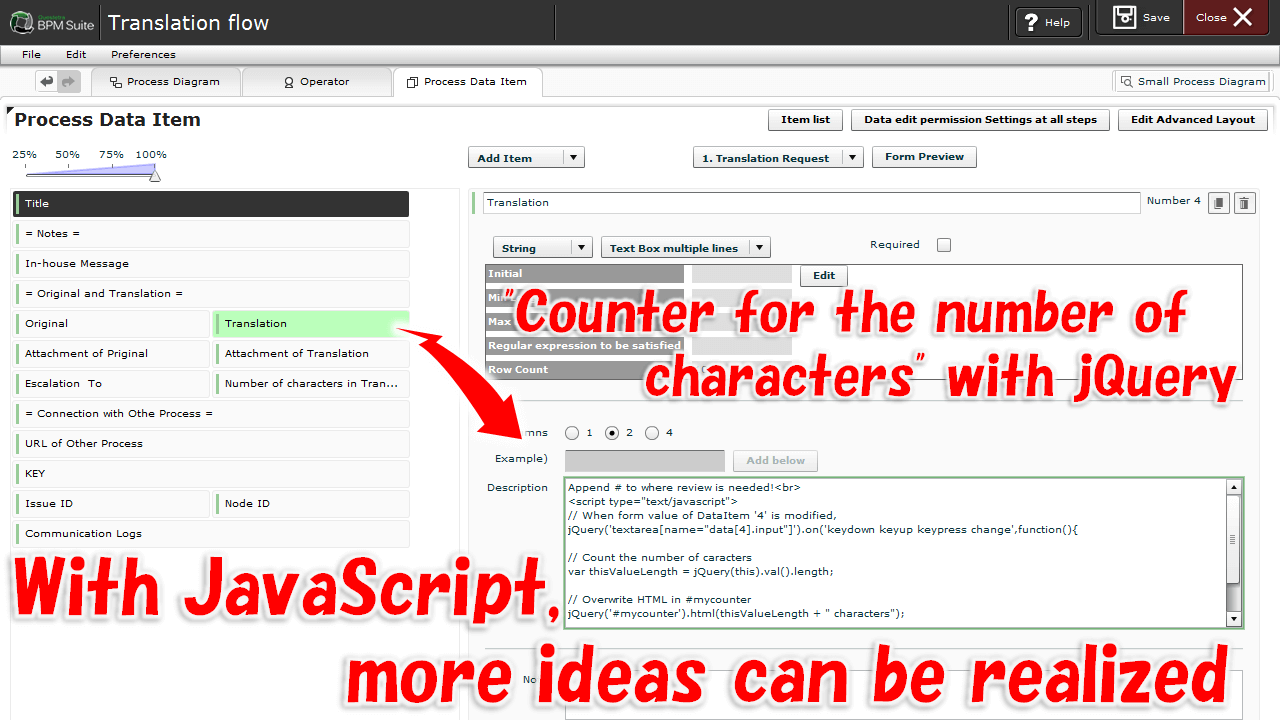 Questetra
BPM Suite
Translation flow
Help
Save
Close
File Edit Preferences
Process Diagram
Operator
Process Data Item
Small Process Diagram
Process Data Item
Item list
Data edit permission Settings at all steps
Edit Advanced Layout
25% 50% 75% 100%
Add Item
1. Translation Request
Form Preview
Title
= Notes =
In-house Message
= Original and Translation =
Original
Translation
Attachment of Priginal
Attachment of Translation
Escalation To
Number of characters in Tran...
= Connection with Othe Process =
URL of Other Process
KEY
Issue ID
Node ID
Communication Logs
Translation
Number 4
String
Text Box multiple lines
Required
Initial
Edit
Min
Max
Regular expression to be satisfied
Row Count
"Counter for the number of
characters" with jQuery
mns
1 2 4
Example)
Add below
Description
Append # to where review is needed!<br>
<script type="text/javascript">
// When form value of DataItem '4' is modified,
jQuery('textarea[name="data[4].input"]').on('keydown keyup keypress change',function(){
// Count the number of caracters
var thisValueLength = jQuery(this).val().length;
// Overwrite HTML in #mycounter
jQuery('#mycounter').html(thisValueLength + " characters");
With JavaScript,
more ideas can be realized